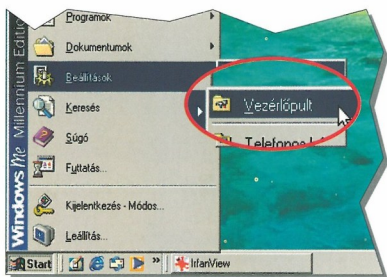 Programok
Dokumentumok
Beállítások
Keresés
Súgó
Futtatás...
Kijelentkezés - Módos...
Leállítás...
Vezérlőpult
Windows Me Millennium Edition
Start
»
IrfanView